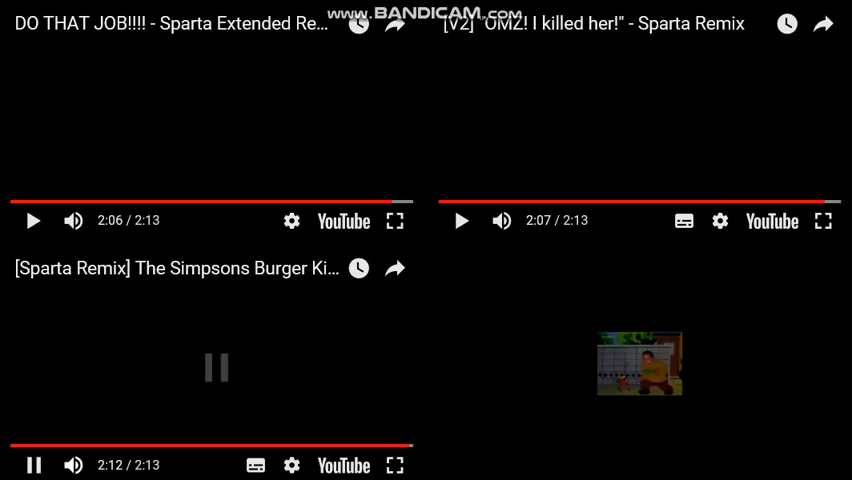 www.BANDICAM.com
DO THAT JOB!!!! - Sparta Extended Re...
[V2] "OMZ! I killed her!" - Sparta Remix
2:06 / 2:13
YouTube
2:07 / 2:13
YouTube
[Sparta Remix] The Simpsons Burger Ki...
2:12 / 2:13
YouTube